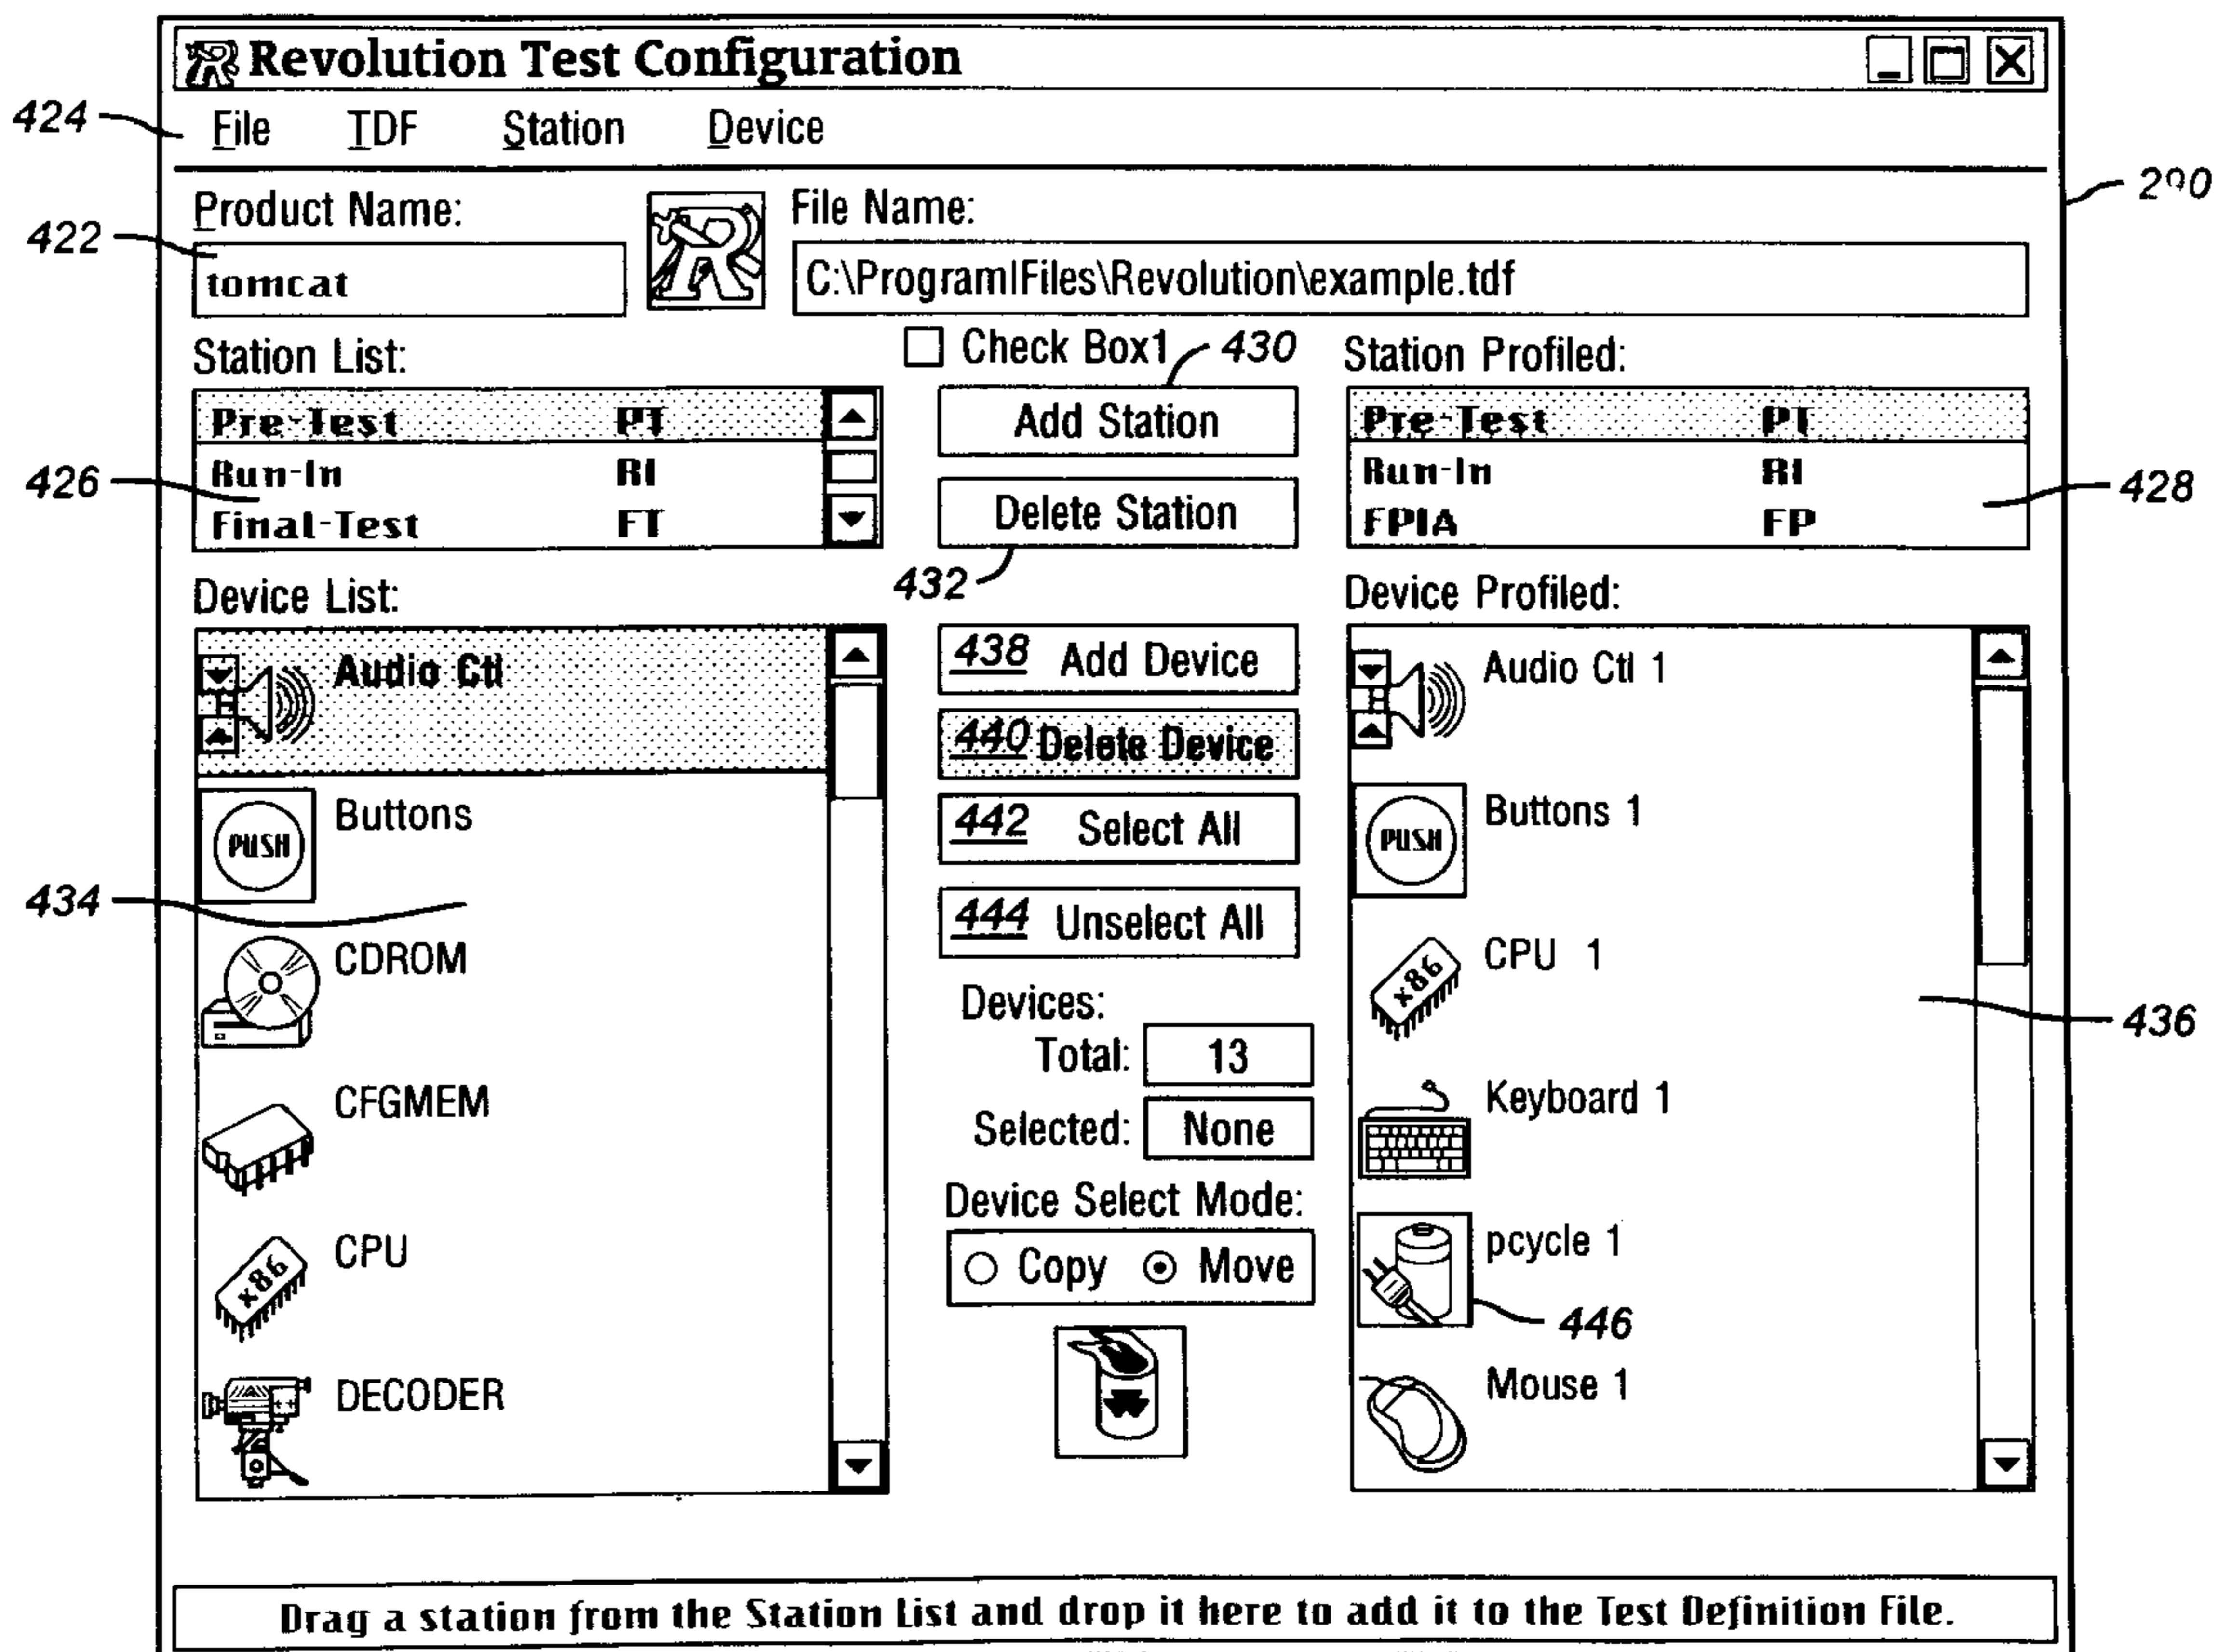 Revolution Test Configuration
424
File TDF Station Device
Product Name:
File Name:
422
tomcat
C:\Program|Files\Revolution\example.tdf
Station List:
Check Box1
430
Station Profiled:
Pre-Test PT
Run-In RI
Final-Test FT
426
Add Station
Delete Station
432
Pre-Test PT
Run-In RI
FPIA FP
428
Device List:
Device Profiled:
Audio Ctl
PUSH
Buttons
434
CDROM
CFGMEM
x86
CPU
DECODER
438 Add Device
440 Delete Device
442 Select All
444 Unselect All
Devices:
Total: 13
Selected: None
Device Select Mode:
Copy Move
Audio Ctl 1
PUSH
Buttons 1
x86
CPU 1
436
Keyboard 1
pcycle 1
446
Mouse 1
Drag a station from the Station List and drop it here to add it to the Test Definition File.